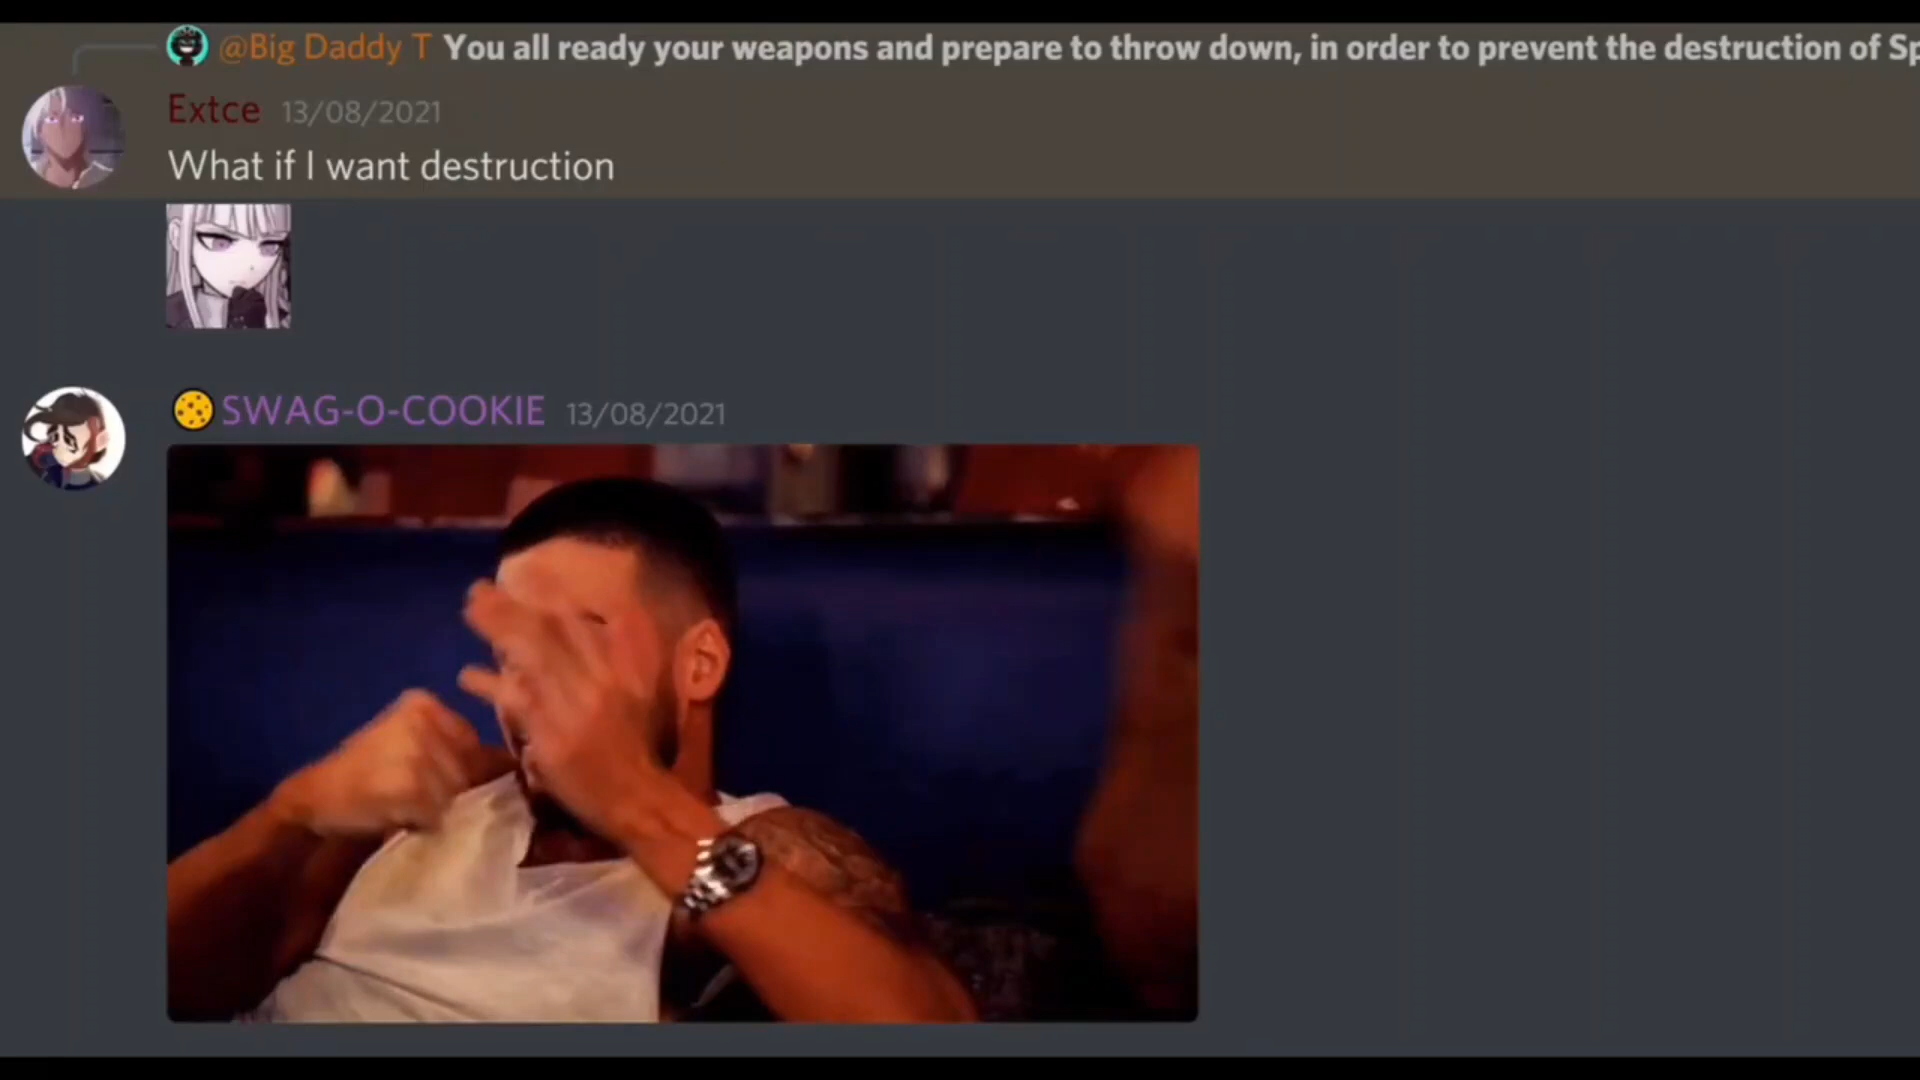 @Big Daddy T You all ready your weapons and prepare to throw down, in order to prevent the destruction of Sp
Extce 13/08/2021
What if I want destruction
SWAG-O-COOKIE 13/08/2021